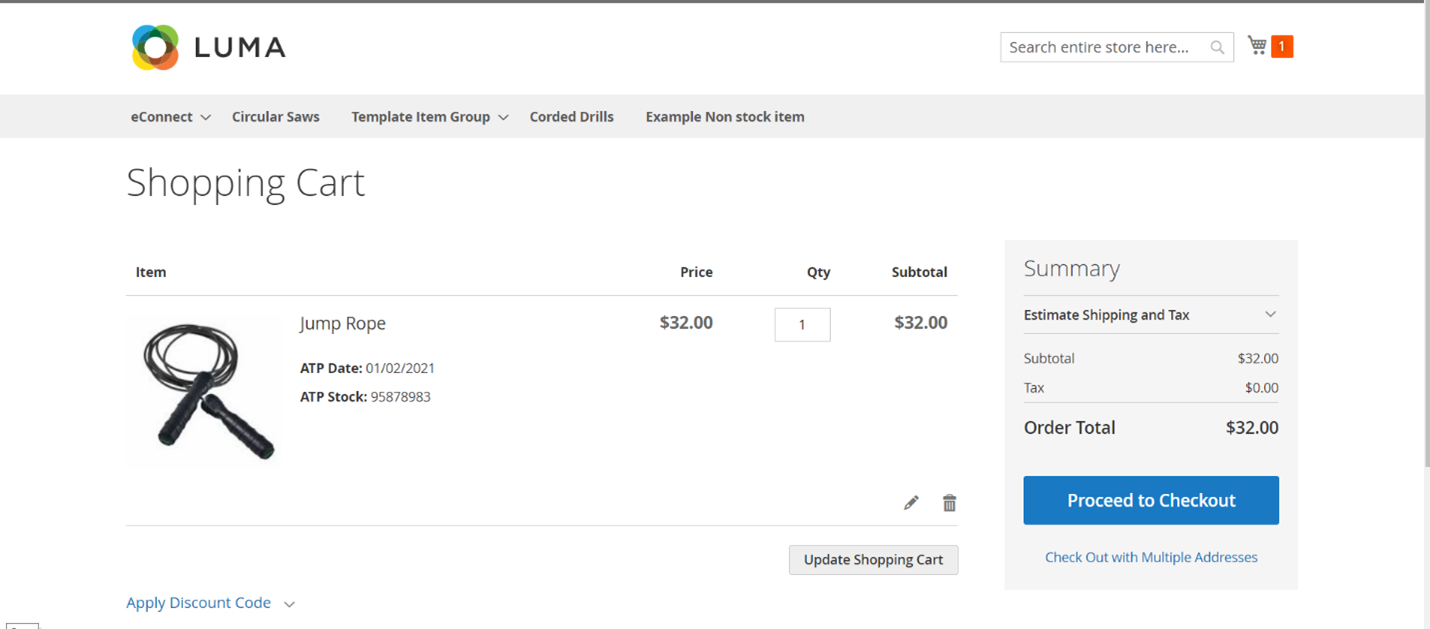 LUMA
Search entire store here...
1
eConnect Circular Saws Template Item Group Corded Drills Example Non stock item
Shopping Cart
Item Price Qty Subtotal
Jump Rope $32.00 1 $32.00
ATP Date: 01/02/2021
ATP Stock: 95878983
Update Shopping Cart
Apply Discount Code
Summary
Estimate Shipping and Tax
Subtotal $32.00
Tax $0.00
Order Total $32.00
Proceed to Checkout
Check Out with Multiple Addresses